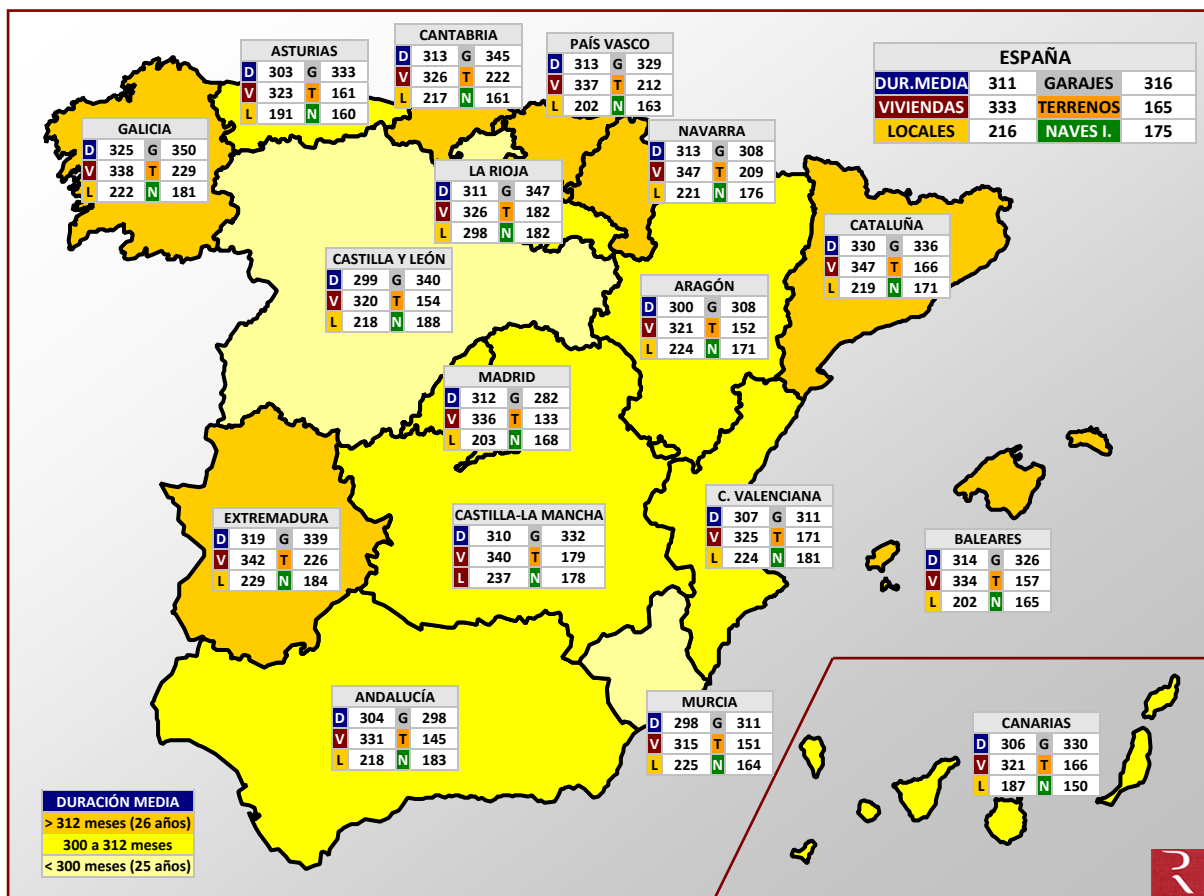 ASTURIAS
D 303 G 333
V 323 T 161
L 191 N 160
CANTABRIA
D 313 G 345
V 326 T 222
L 217 N 161
PAÍS VASCO
D 313 G 329
V 337 T 212
L 202 N 163
ESPAÑA
DUR.MEDIA 311 GARAJES 316
VIVIENDAS 333 TERRENOS 165
LOCALES 216 NAVES I. 175
GALICIA
D 325 G 350
V 338 T 229
L 222 N 181
NAVARRA
D 313 G 308
V 347 T 209
L 221 N 176
LA RIOJA
D 311 G 347
V 326 T 182
L 298 N 182
CATALUÑA
D 330 G 336
V 347 T 166
L 219 N 171
CASTILLA Y LEÓN
D 299 G 340
V 320 T 154
L 218 N 188
ARAGÓN
D 300 G 308
V 321 T 152
L 224 N 171
MADRID
D 312 G 282
V 336 T 133
L 203 N 168
EXTREMADURA
D 319 G 339
V 342 T 226
L 229 N 184
CASTILLA-LA MANCHA
D 310 G 332
V 340 T 179
L 237 N 178
C. VALENCIANA
D 307 G 311
V 325 T 171
L 224 N 181
BALEARES
D 314 G 326
V 334 T 157
L 202 N 165
ANDALUCÍA
D 304 G 298
V 331 T 145
L 218 N 183
MURCIA
D 298 G 311
V 315 T 151
L 225 N 164
CANARIAS
D 306 G 330
V 321 T 166
L 187 N 150
DURACIÓN MEDIA
> 312 meses (26 años)
300 a 312 meses
< 300 meses (25 años)
R